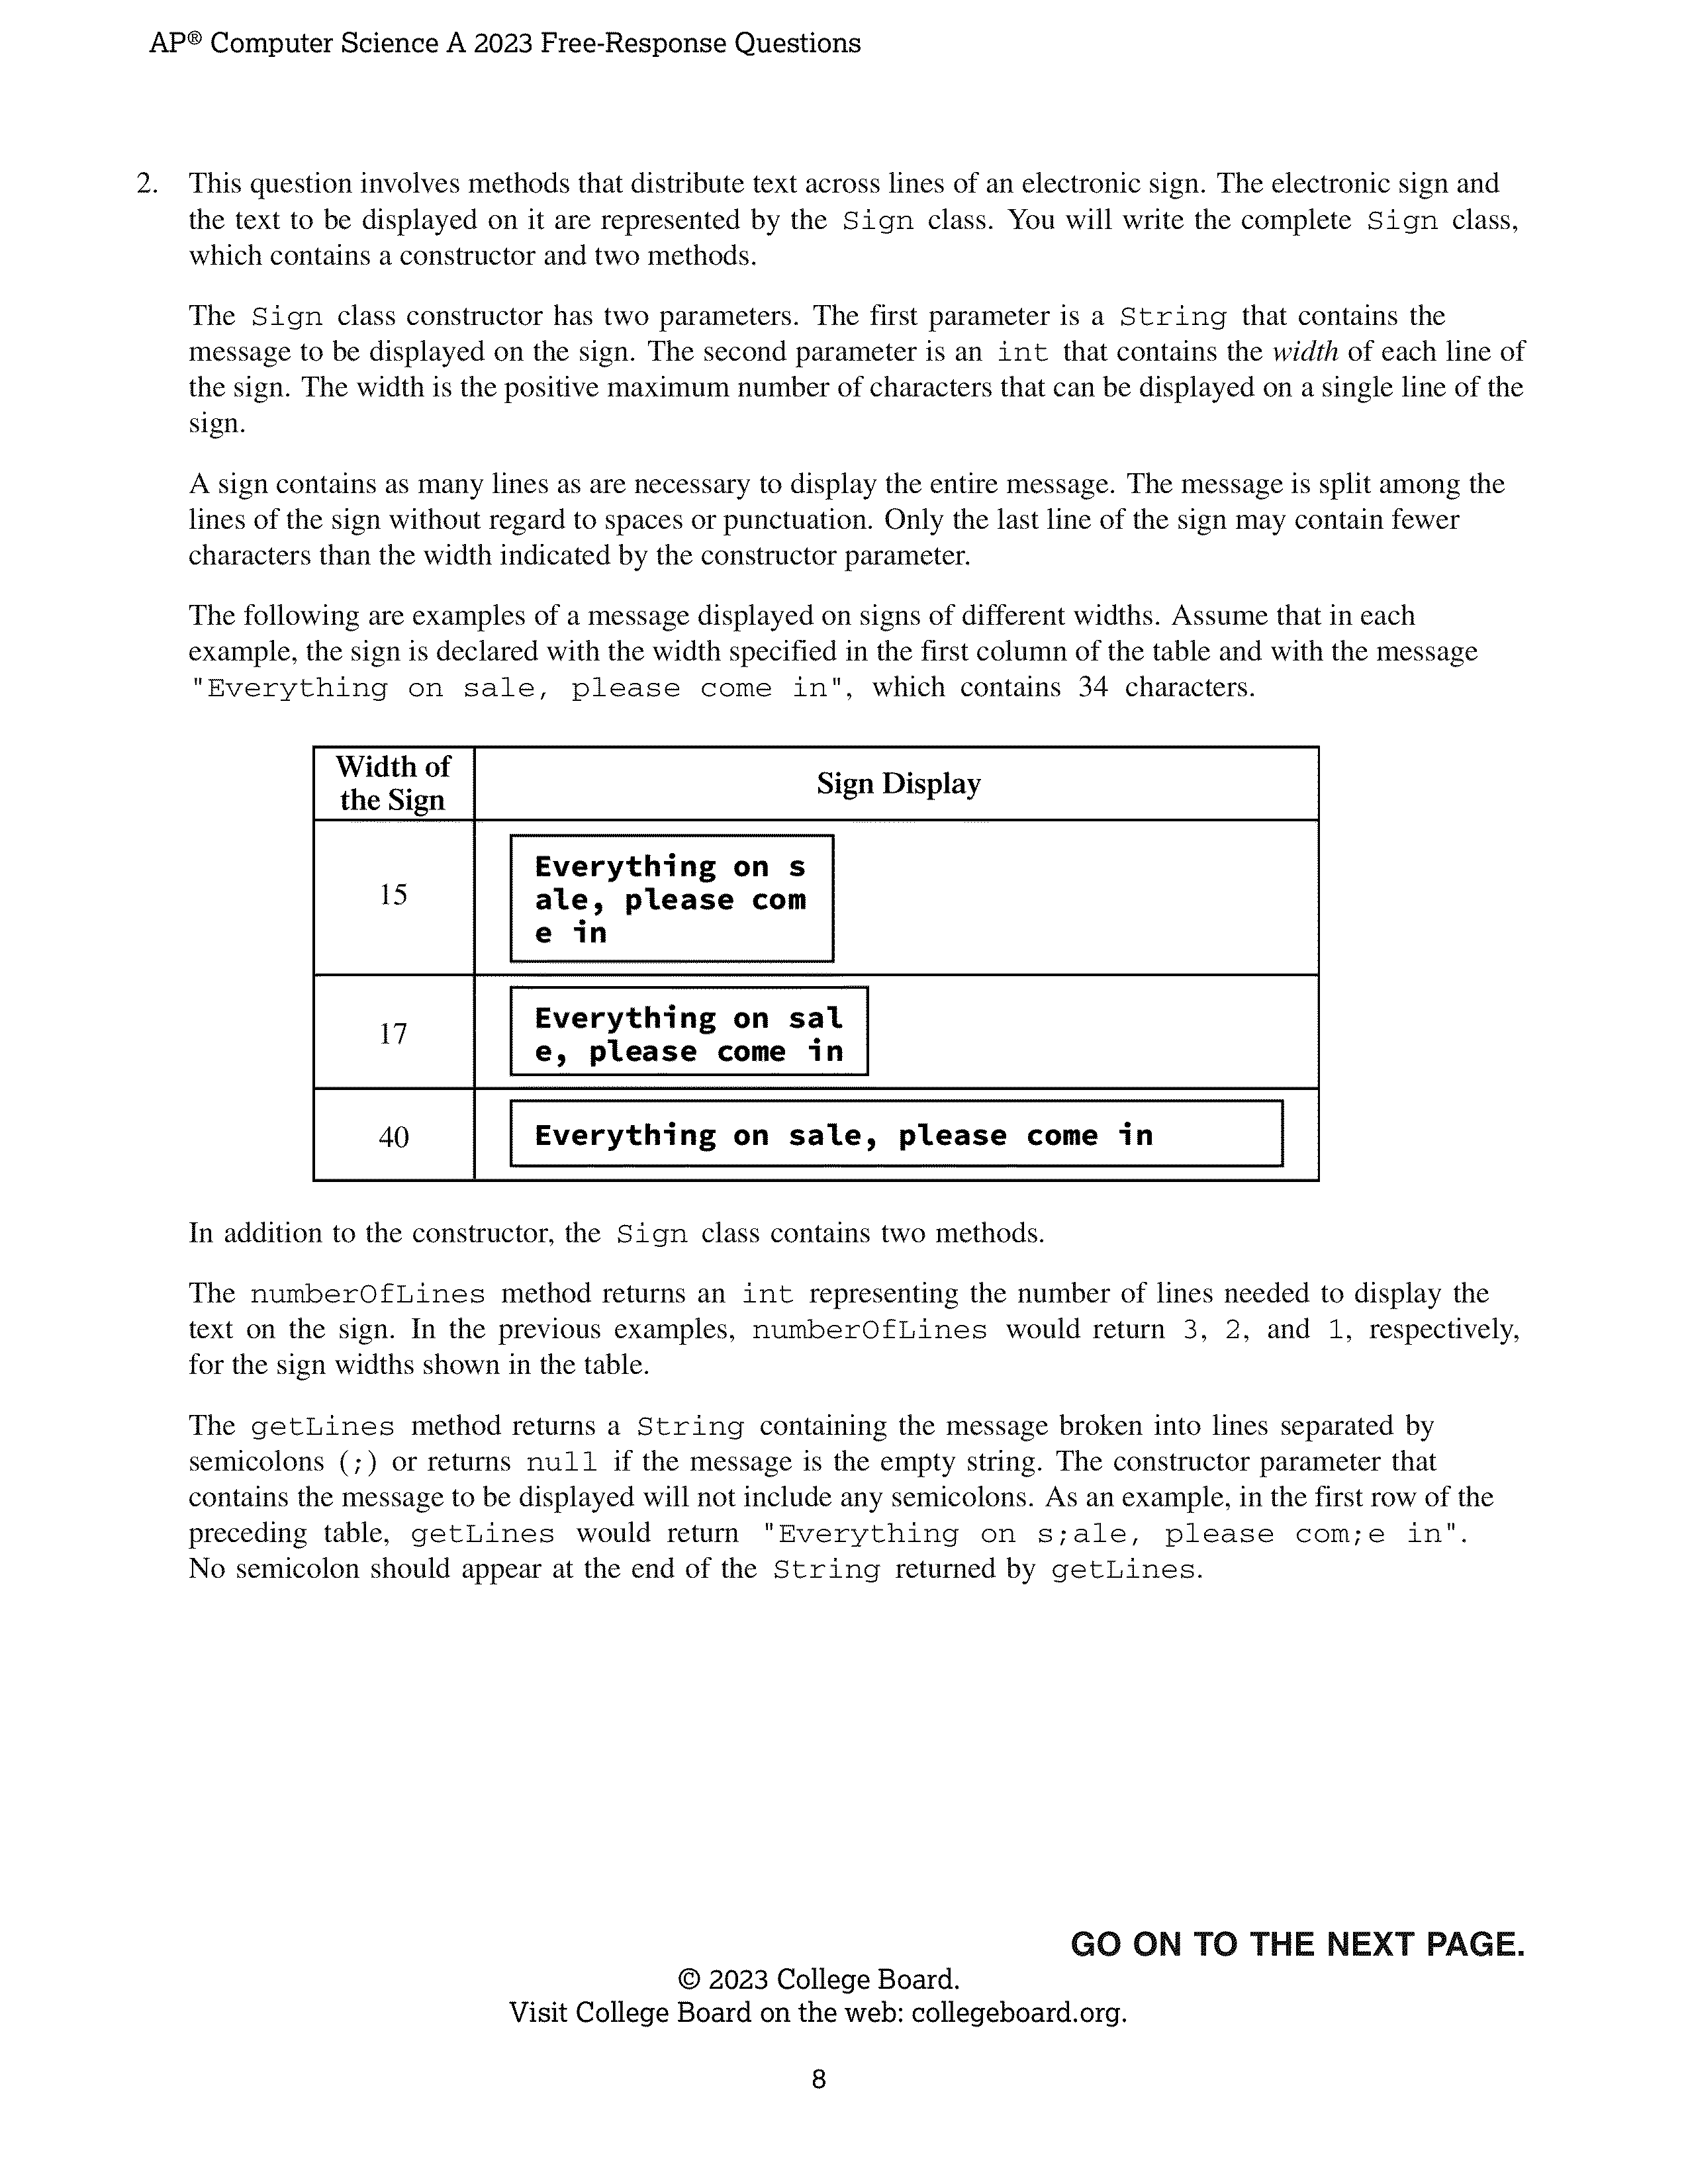 AP® Computer Science A 2023 Free-Response Questions
2. This question involves methods that distribute text across lines of an electronic sign. The electronic sign and
the text to be displayed on it are represented by the Sign class. You will write the complete Sign class,
which contains a constructor and two methods.
The Sign class constructor has two parameters. The first parameter is a String that contains the
message to be displayed on the sign. The second parameter is an int that contains the width of each line of
the sign. The width is the positive maximum number of characters that can be displayed on a single line of the
sign.
A sign contains as many lines as are necessary to display the entire message. The message is split among the
lines of the sign without regard to spaces or punctuation. Only the last line of the sign may contain fewer
characters than the width indicated by the constructor parameter.
The following are examples of a message displayed on signs of different widths. Assume that in each
example, the sign is declared with the width specified in the first column of the table and with the message
"Everything on sale, please come in", which contains 34 characters.
Width of
the Sign
Sign Display
15
Everything on s
ale, please com
e in
17
Everything on sal
e, please come in
40
Everything on sale, please come in
In addition to the constructor, the Sign class contains two methods.
The numberOfLines method returns an int representing the number of lines needed to display the
text on the sign. In the previous examples, numberOfLines would return 3, 2, and 1, respectively,
for the sign widths shown in the table.
The getLines method returns a String containing the message broken into lines separated by
semicolons (;) or returns null if the message is the empty string. The constructor parameter that
contains the message to be displayed will not include any semicolons. As an example, in the first row of the
preceding table, getLines would return "Everything on s;ale, please com;e in".
No semicolon should appear at the end of the String returned by getLines.
GO ON TO THE NEXT PAGE.
© 2023 College Board.
Visit College Board on the web: collegeboard.org.
8